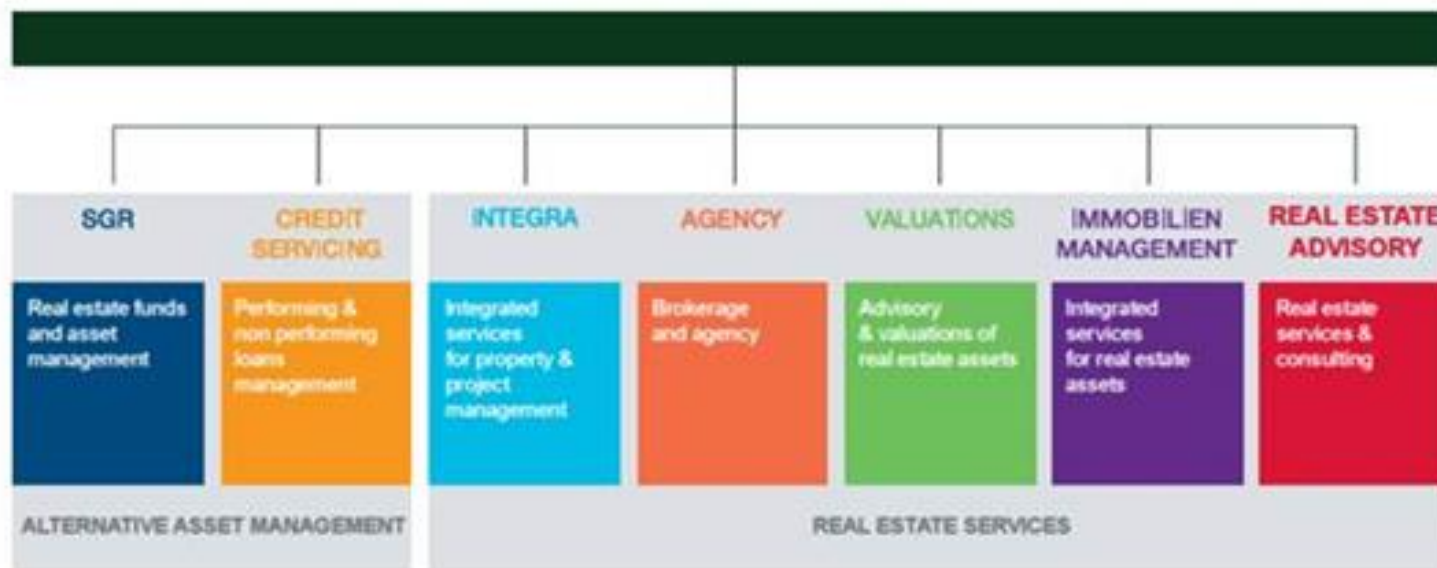 SGR
Real estate funds
and asset
management
CREDIT
SERVICING
Performing &
non performing
loans
management
ALTERNATIVE ASSET MANAGEMENT
INTEGRA
Integrated
services
for property &
project
management
AGENCY
Brokerage
and agency
VALUATIONS
Advisory
& valuations of
real estate assets
IMMOBILIEN
MANAGEMENT
Integrated
services
for real estate
assets
REAL ESTATE
ADVISORY
Real estate
services &
consulting
REAL ESTATE SERVICES